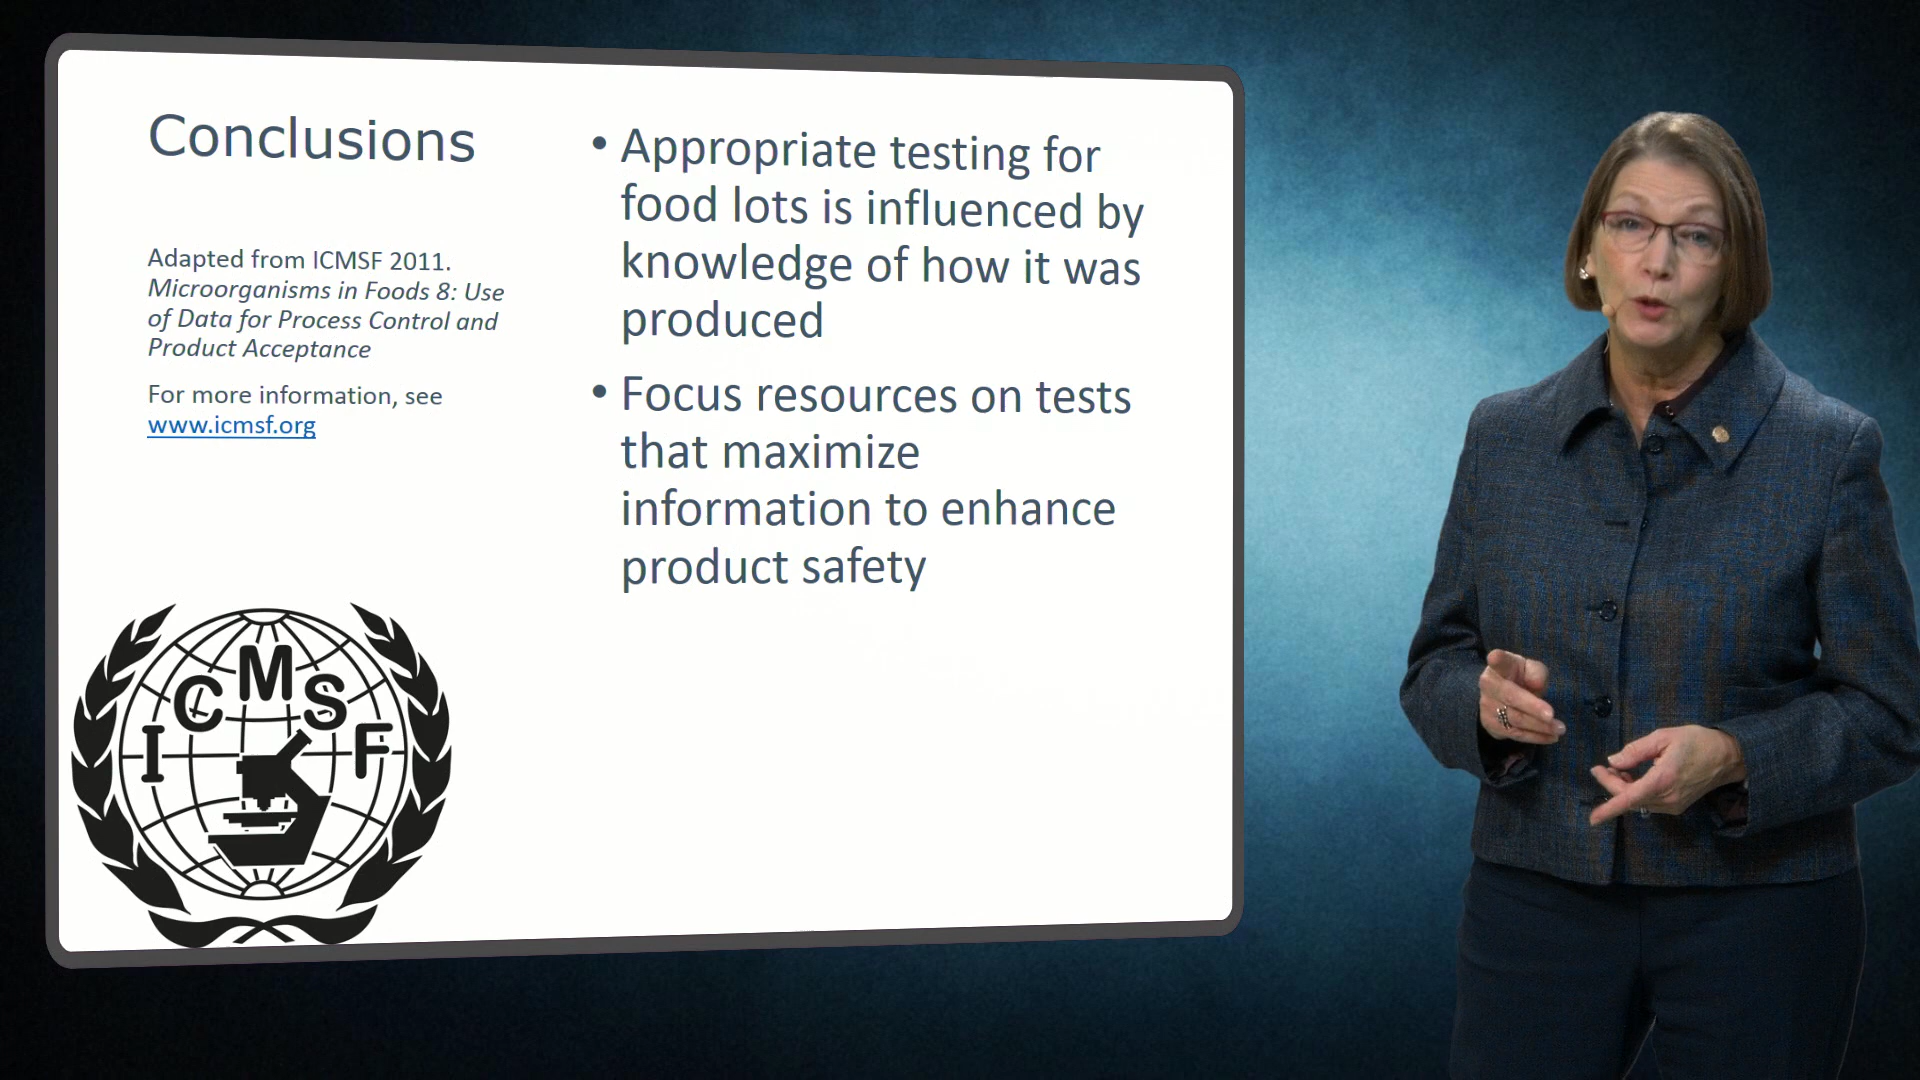 Conclusions
Adapted from ICMSF 2011.
Microorganisms in Foods 8: Use
of Data for Process Control and
Product Acceptance
For more information, see
www.icmsf.org
ICMSF
• Appropriate testing for
food lots is influenced by
knowledge of how it was
produced
• Focus resources on tests
that maximize
information to enhance
product safety